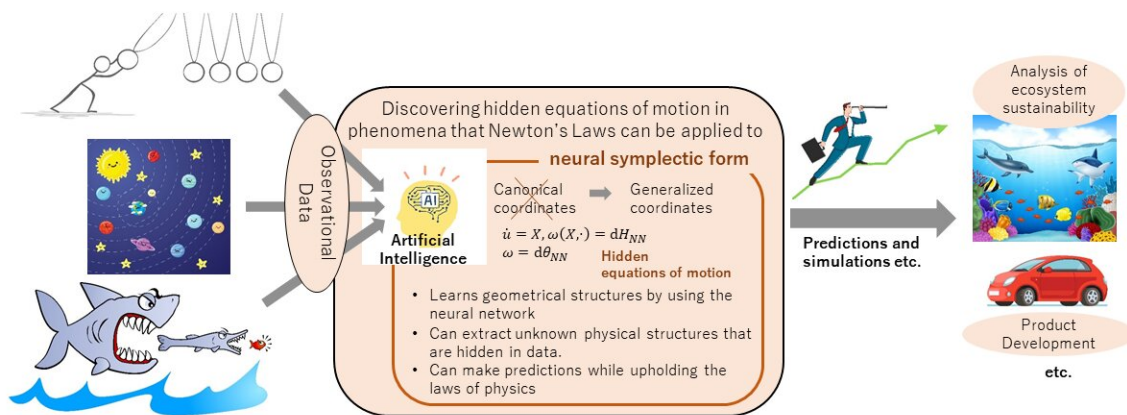 Observational
Data
Discovering hidden equations of motion in
phenomena that Newton's Laws can be applied to
neural symplectic form
AI
Artificial
Intelligence
Canonical
coordinates
Generalized
coordinates
u̇ = X, ω(X,·) = dH_NN
ω = dθ_NN
Hidden
equations of motion
• Learns geometrical structures by using the
neural network
• Can extract unknown physical structures that
are hidden in data.
• Can make predictions while upholding the
laws of physics
Predictions and
simulations etc.
Analysis of
ecosystem
sustainability
Product
Development
etc.